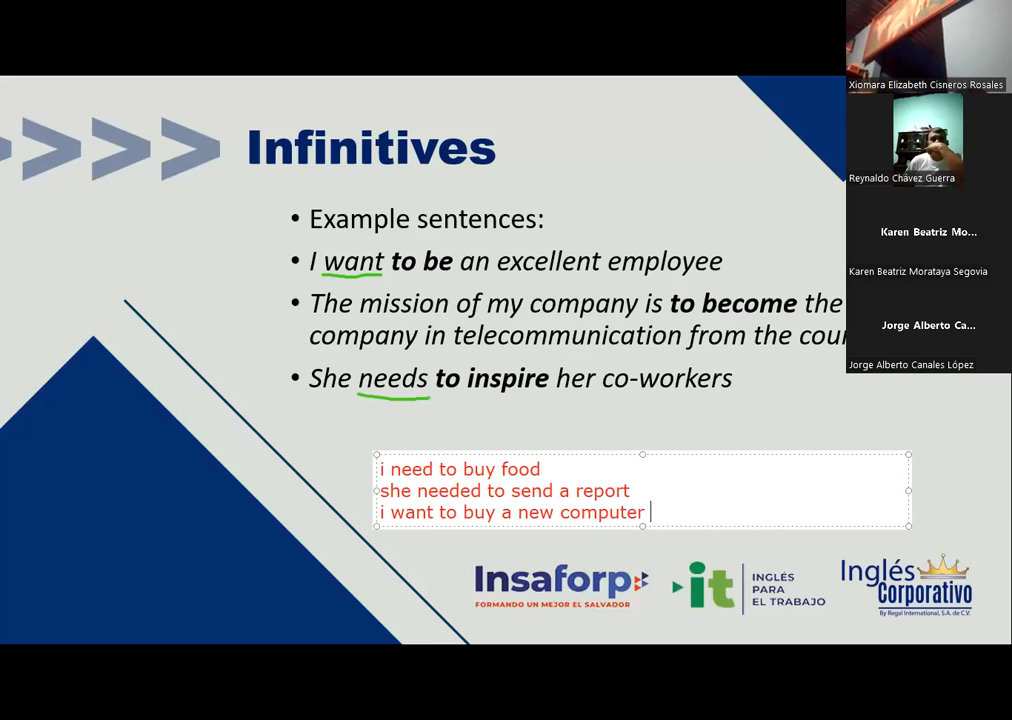 Infinitives
• Example sentences:
• I want to be an excellent employee
• The mission of my company is to become the
company in telecommunication from the
• She needs to inspire her co-workers
i need to buy food
she needed to send a report
i want to buy a new computer
Insaforp
FORMANDO UN MEJOR EL SALVADOR
it
INGLÉS
PARA
EL TRABAJO
Inglés
Corporativo
By Regal International, S.A. de C.V.
Xiomara Elizabeth Cisneros Rosales
Reynaldo Chávez Guerra
Karen Beatriz Mo...
Karen Beatriz Morataya Segovia
Jorge Alberto Ca...
Jorge Alberto Canales López